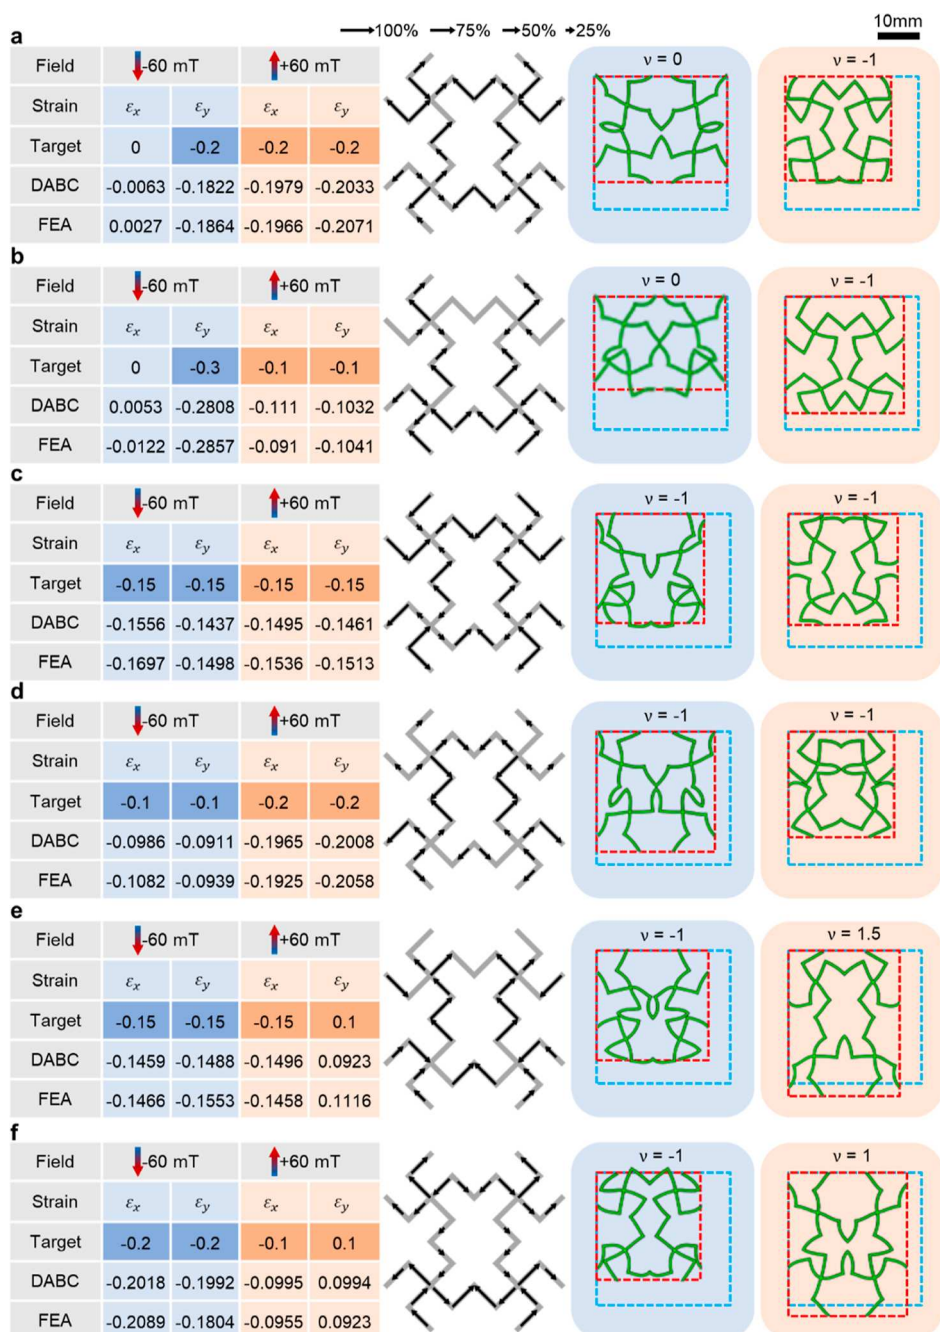 100% 75% 50% 25%
10mm
a
Field -60 mT +60 mT
Strain εx εy εx εy
Target 0 -0.2 -0.2 -0.2
DABC -0.0063 -0.1822 -0.1979 -0.2033
FEA 0.0027 -0.1864 -0.1966 -0.2071
ν = 0
ν = -1
b
Field -60 mT +60 mT
Strain εx εy εx εy
Target 0 -0.3 -0.1 -0.1
DABC 0.0053 -0.2808 -0.111 -0.1032
FEA -0.0122 -0.2857 -0.091 -0.1041
ν = 0
ν = -1
c
Field -60 mT +60 mT
Strain εx εy εx εy
Target -0.15 -0.15 -0.15 -0.15
DABC -0.1556 -0.1437 -0.1495 -0.1461
FEA -0.1697 -0.1498 -0.1536 -0.1513
ν = -1
ν = -1
d
Field -60 mT +60 mT
Strain εx εy εx εy
Target -0.1 -0.1 -0.2 -0.2
DABC -0.0986 -0.0911 -0.1965 -0.2008
FEA -0.1082 -0.0939 -0.1925 -0.2058
ν = -1
ν = -1
e
Field -60 mT +60 mT
Strain εx εy εx εy
Target -0.15 -0.15 -0.15 0.1
DABC -0.1459 -0.1488 -0.1496 0.0923
FEA -0.1466 -0.1553 -0.1458 0.1116
ν = -1
ν = 1.5
f
Field -60 mT +60 mT
Strain εx εy εx εy
Target -0.2 -0.2 -0.1 0.1
DABC -0.2018 -0.1992 -0.0995 0.0994
FEA -0.2089 -0.1804 -0.0955 0.0923
ν = -1
ν = 1